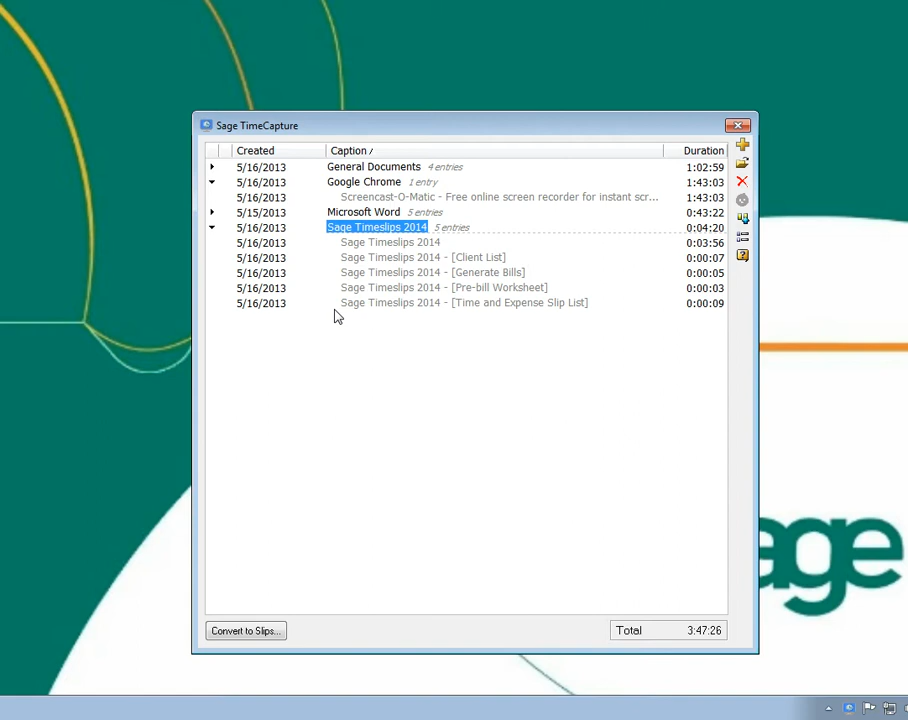 Sage TimeCapture
Created Caption / Duration
5/16/2013 General Documents 4 entries 1:02:59
5/16/2013 Google Chrome 1 entry 1:43:03
5/16/2013 Screencast-O-Matic - Free online screen recorder for instant scr... 1:43:03
5/15/2013 Microsoft Word 5 entries 0:43:22
5/16/2013 Sage Timeslips 2014 5 entries 0:04:20
5/16/2013 Sage Timeslips 2014 0:03:56
5/16/2013 Sage Timeslips 2014 - [Client List] 0:00:07
5/16/2013 Sage Timeslips 2014 - [Generate Bills] 0:00:05
5/16/2013 Sage Timeslips 2014 - [Pre-bill Worksheet] 0:00:03
5/16/2013 Sage Timeslips 2014 - [Time and Expense Slip List] 0:00:09
age
Convert to Slips... Total 3:47:26